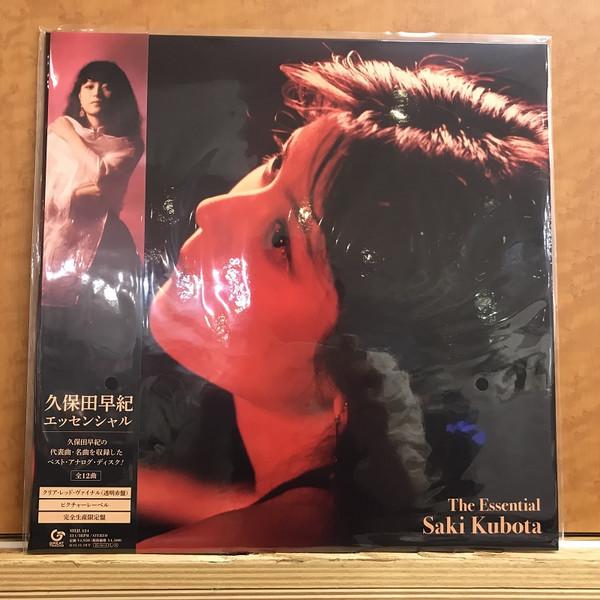 久保田早紀
エッセンシャル
久保田早紀の
代表曲・名曲を収録した
ベスト・アナログ・ディスク!
全12曲
クリア・レッド・ヴァイナル(透明赤盤)
ピクチャーレーベル
完全生産限定盤
The Essential
Saki Kubota